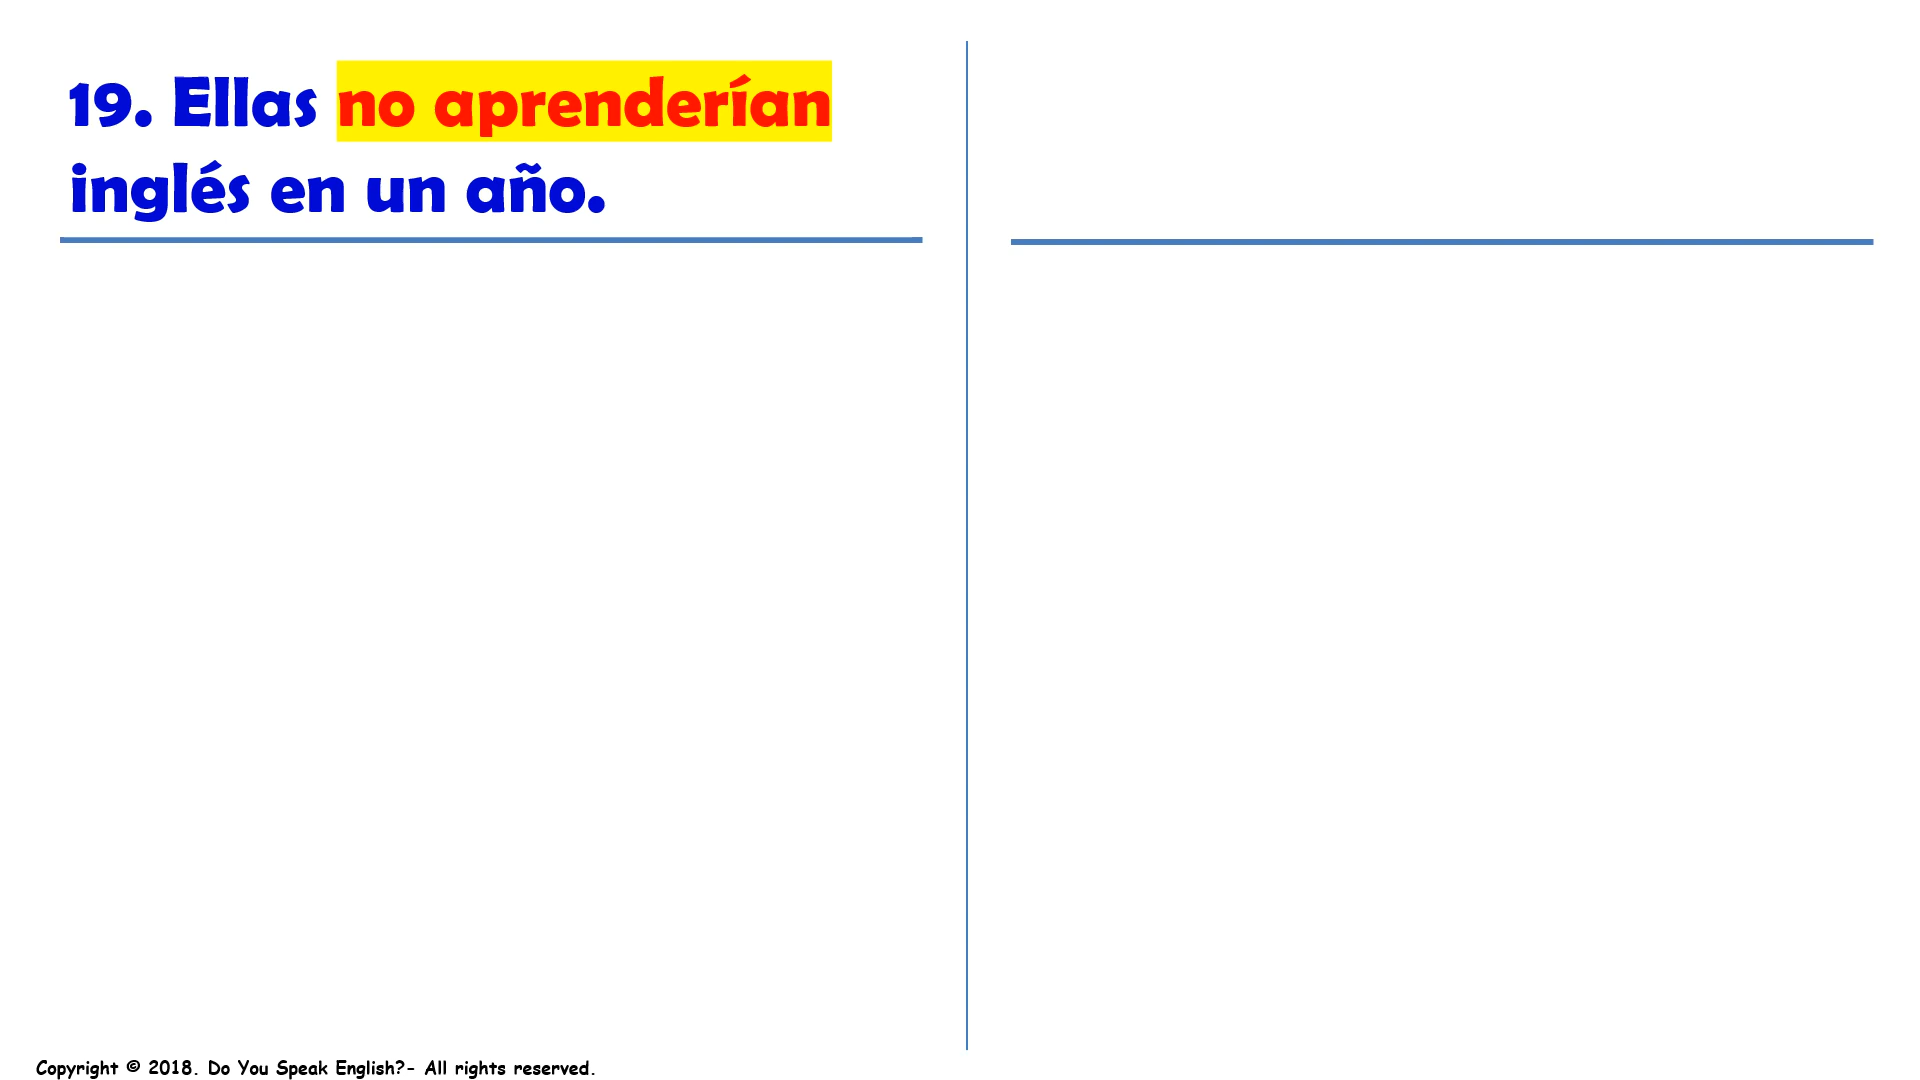 19. Ellas no aprenderían
inglés en un año.
Copyright © 2018. Do You Speak English?- All rights reserved.